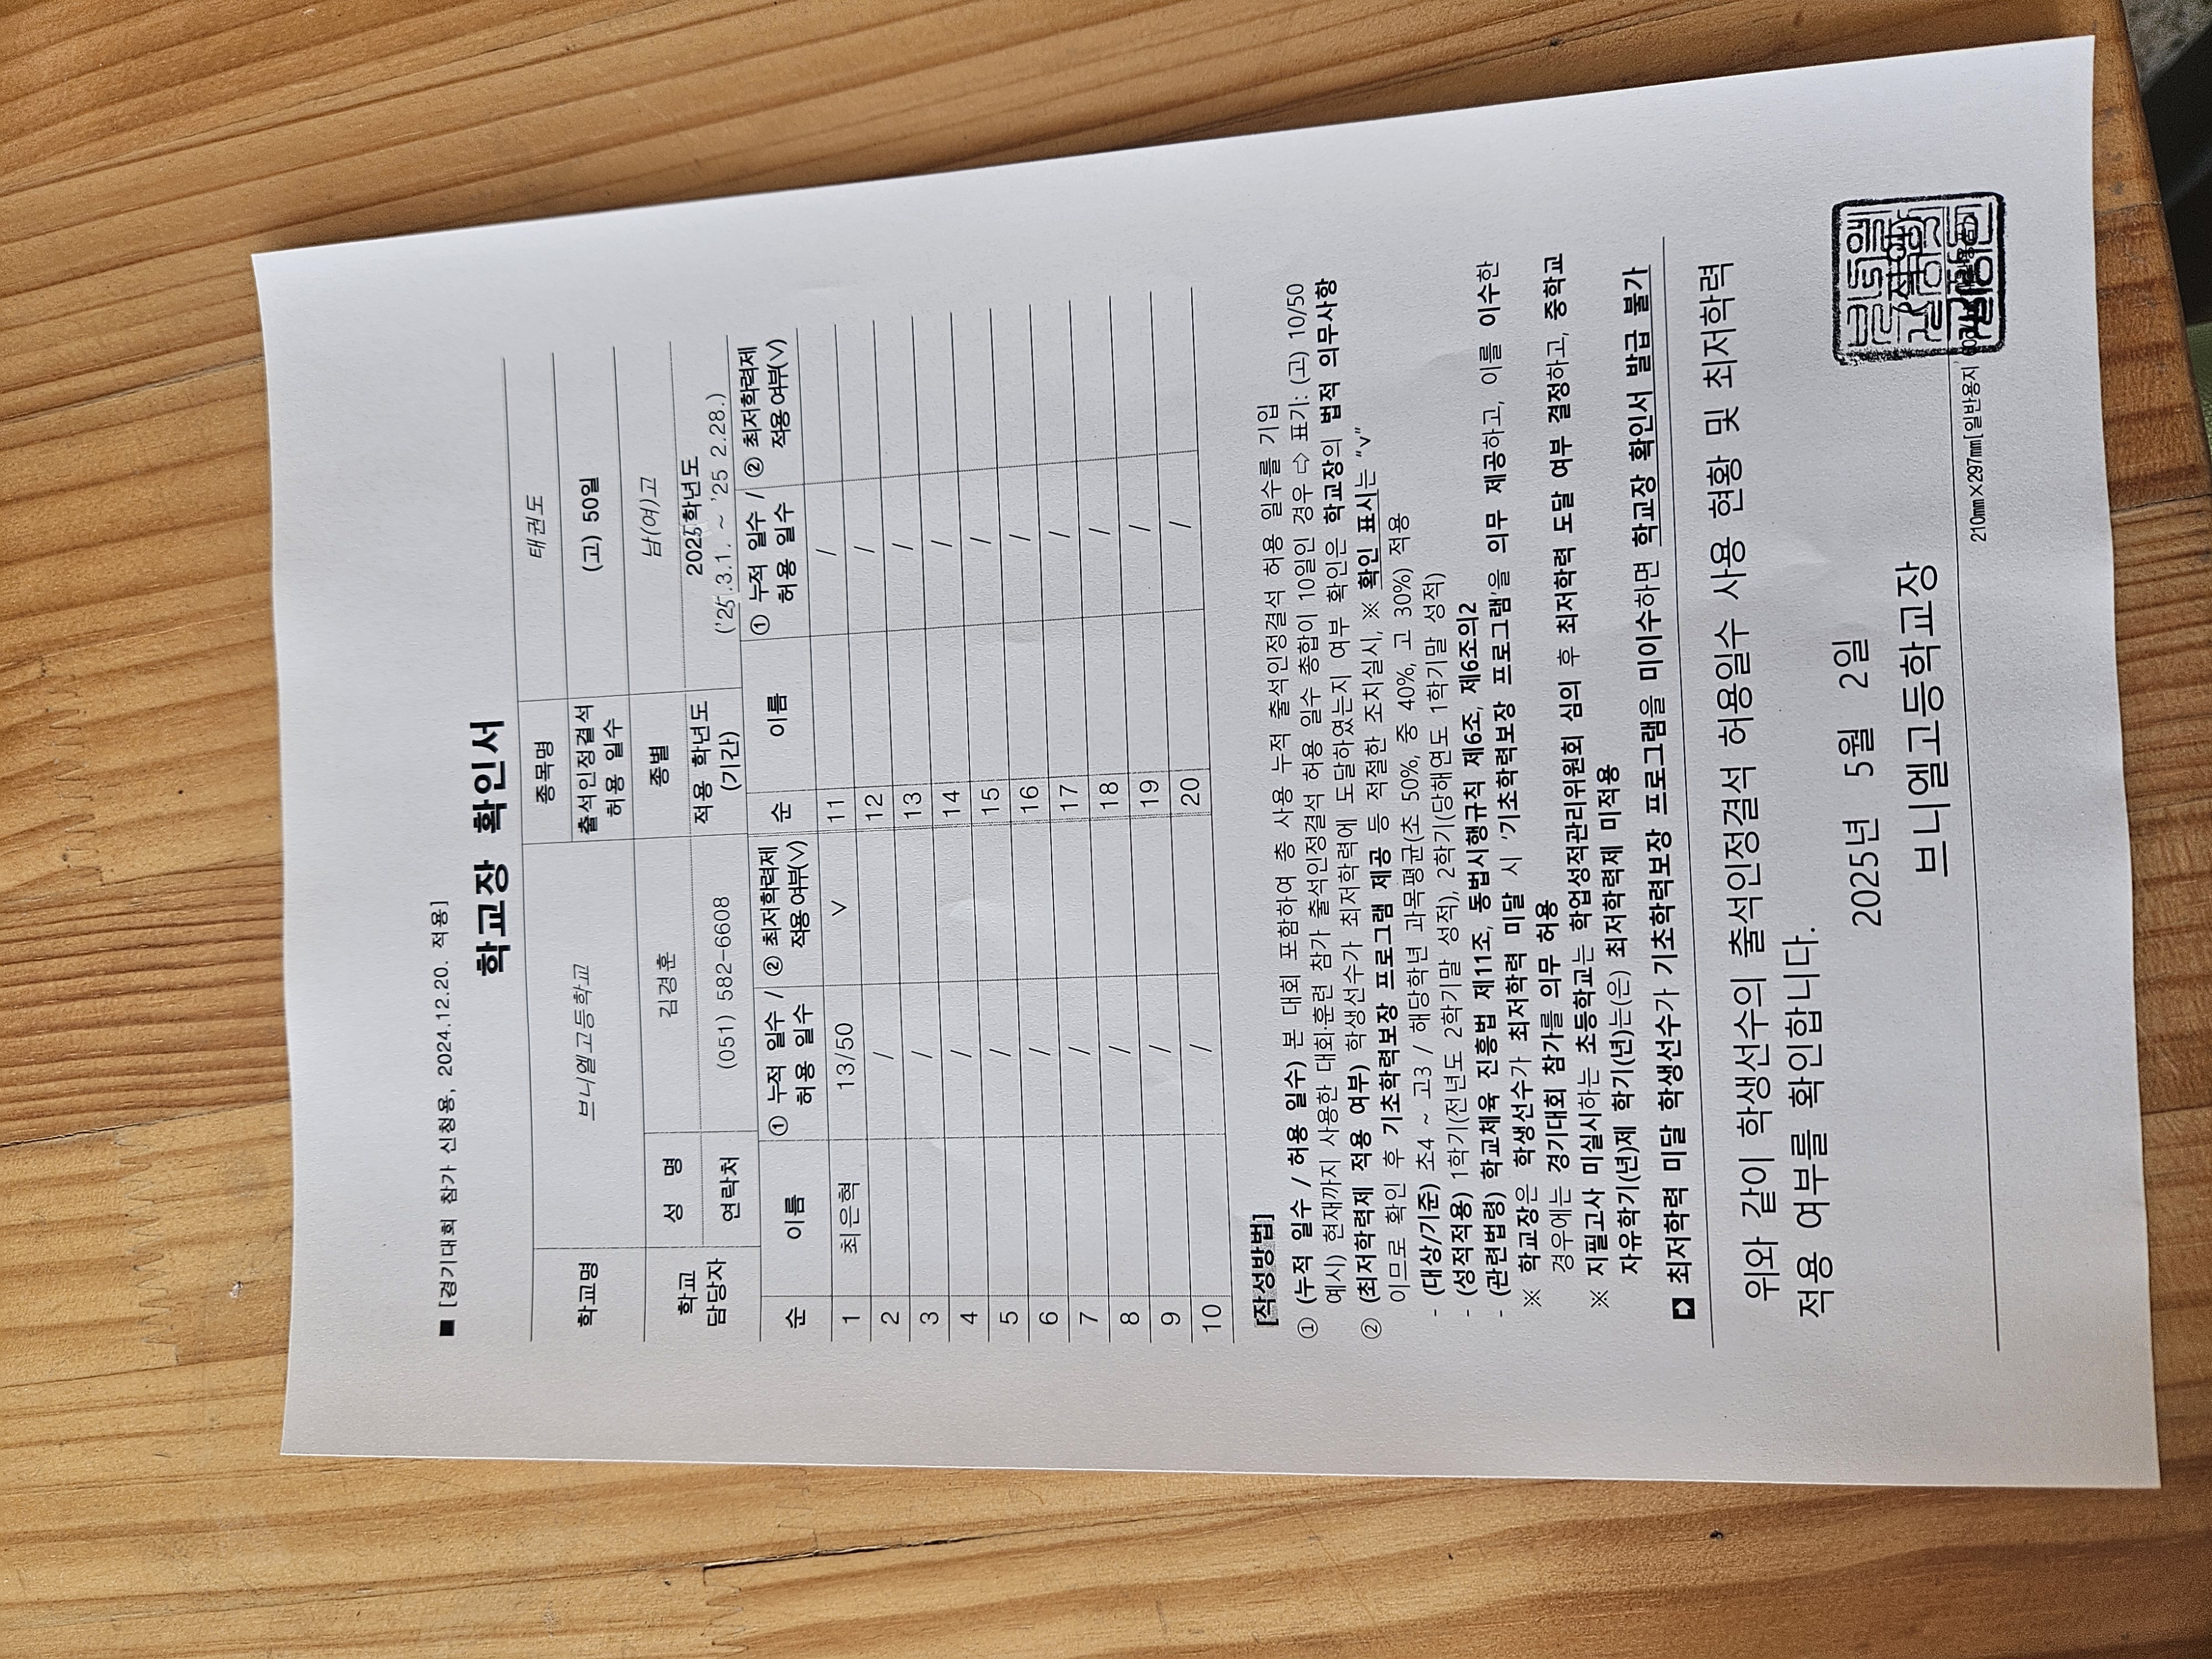 ■ [경기대회 참가 신청용, 2024.12.20. 적용]
학교장 확인서
학교명 브니엘고등학교 종목명 태권도
출석인정결석 허용 일수 (고) 50일
학교 담당자 성 명 김경훈 종별 남(여)고
연락처 (051) 582-6608 적용 학년도 (기간) 2025학년도
('25.3.1. ~ '25 2.28.)
순 이름 ① 누적 일수 / 허용 일수 ② 최저학력제 적용여부(V) 순 이름 ① 누적 일수 / 허용 일수 ② 최저학력제 적용여부(V)
1 최은혁 13/50 V 11 /
2 / 12 /
3 / 13 /
4 / 14 /
5 / 15 /
6 / 16 /
7 / 17 /
8 / 18 /
9 / 19 /
10 / 20 /
[작성방법]
① (누적 일수 / 허용 일수) 본 대회 포함하여 총 사용 누적 출석인정결석 허용 일수를 기입
예시) 현재까지 사용한 대회·훈련 참가 출석인정결석 허용 일수 총합이 10일인 경우 ⇨ 표기: (고) 10/50
② (최저학력제 적용 여부) 학생선수가 최저학력에 도달하였는지 여부 확인은 학교장의 법적 의무사항
이므로 확인 후 기초학력보장 프로그램 제공 등 적절한 조치실시, ※ 확인 표시는 “v”
- (대상/기준) 초4 ~ 고3 / 해당학년 과목평균(초 50%, 중 40%, 고 30%) 적용
- (성적적용) 1학기(전년도 2학기말 성적), 2학기(당해연도 1학기말 성적)
- (관련법령) 학교체육 진흥법 제11조, 동법시행규칙 제6조, 제6조의2
※ 학교장은 학생선수가 최저학력 미달 시 '기초학력보장 프로그램'을 의무 제공하고, 이를 이수한
경우에는 경기대회 참가를 의무 허용
※ 지필고사 미실시하는 초등학교는 학업성적관리위원회 심의 후 최저학력 도달 여부 결정하고, 중학교
자유학기(년)제 학기(년)는(은) 최저학력제 미적용
➡ 최저학력 미달 학생선수가 기초학력보장 프로그램을 미이수하면 학교장 확인서 발급 불가
위와 같이 학생선수의 출석인정결석 허용일수 사용 현황 및 최저학력
적용 여부를 확인합니다.
2025년 5월 2일
브니엘고등학교장
210㎜×297㎜[일반용지